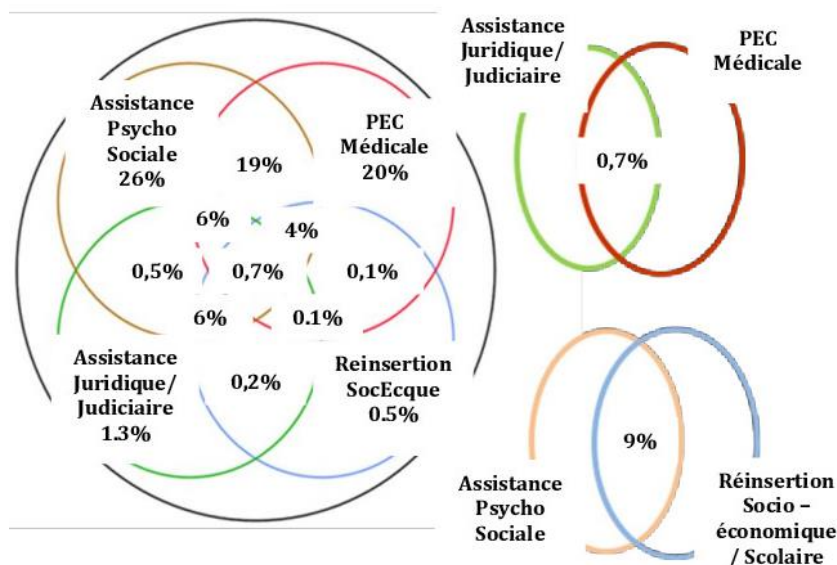 Assistance
Psycho
Sociale
26%
19%
PEC
Médicale
20%
6%
4%
0,5%
0,7%
0,1%
6%
0.1%
Assistance
Juridique/
Judiciaire
1.3%
0,2%
Reinsertion
SocEcque
0.5%
Assistance
Juridique/
Judiciaire
PEC
Médicale
0,7%
9%
Assistance
Psycho
Sociale
Réinsertion
Socio –
économique
/ Scolaire